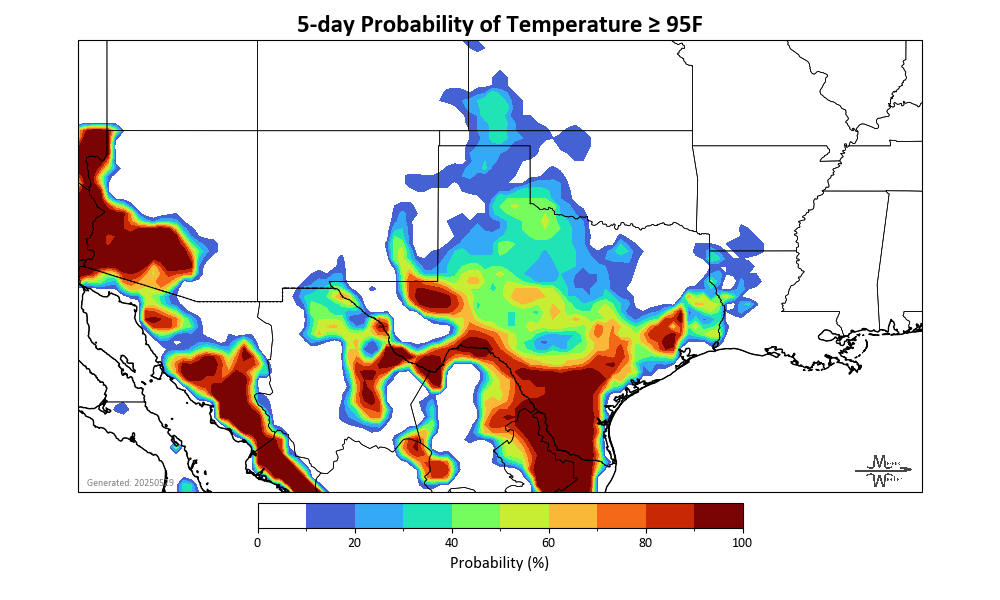 5-day Probability of Temperature ≥ 95F
Generated: 20250529
0 20 40 60 80 100
Probability (%)